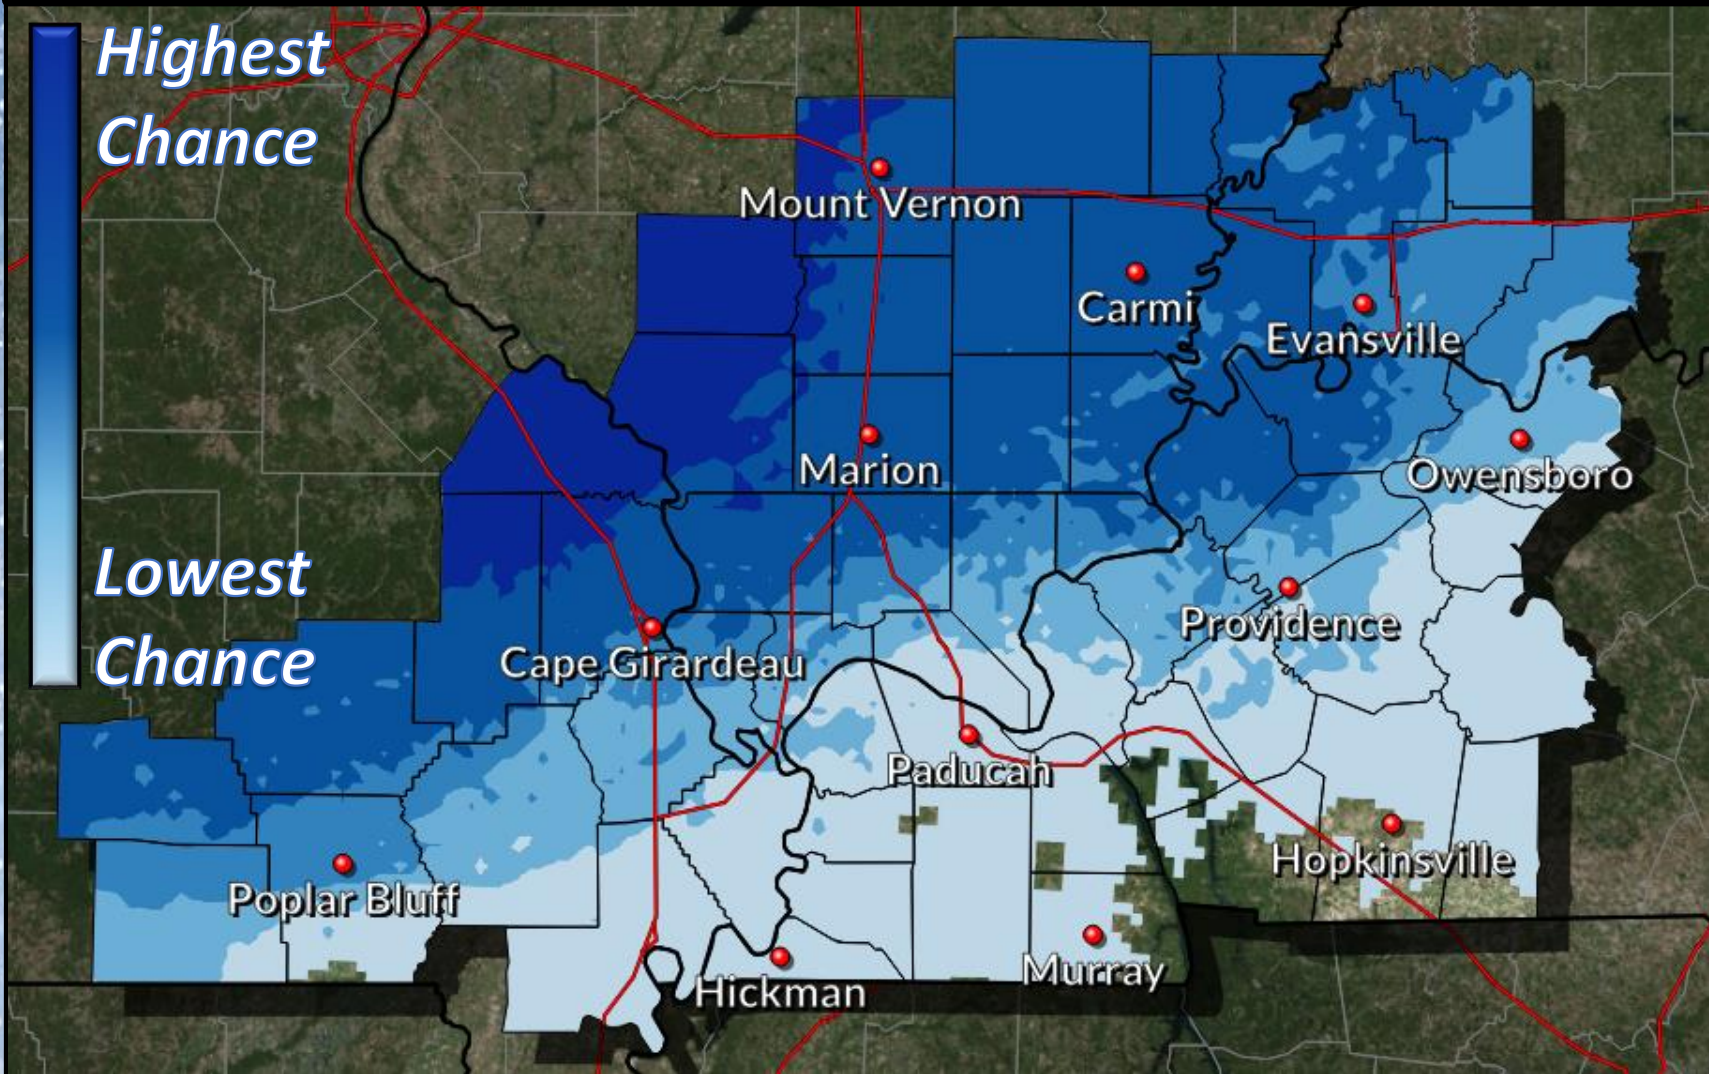 Highest
Chance
Mount Vernon
Carmi
Evansville
Marion
Owensboro
Lowest
Chance
Providence
Cape Girardeau
Paducah
Hopkinsville
Poplar Bluff
Murray
Hickman